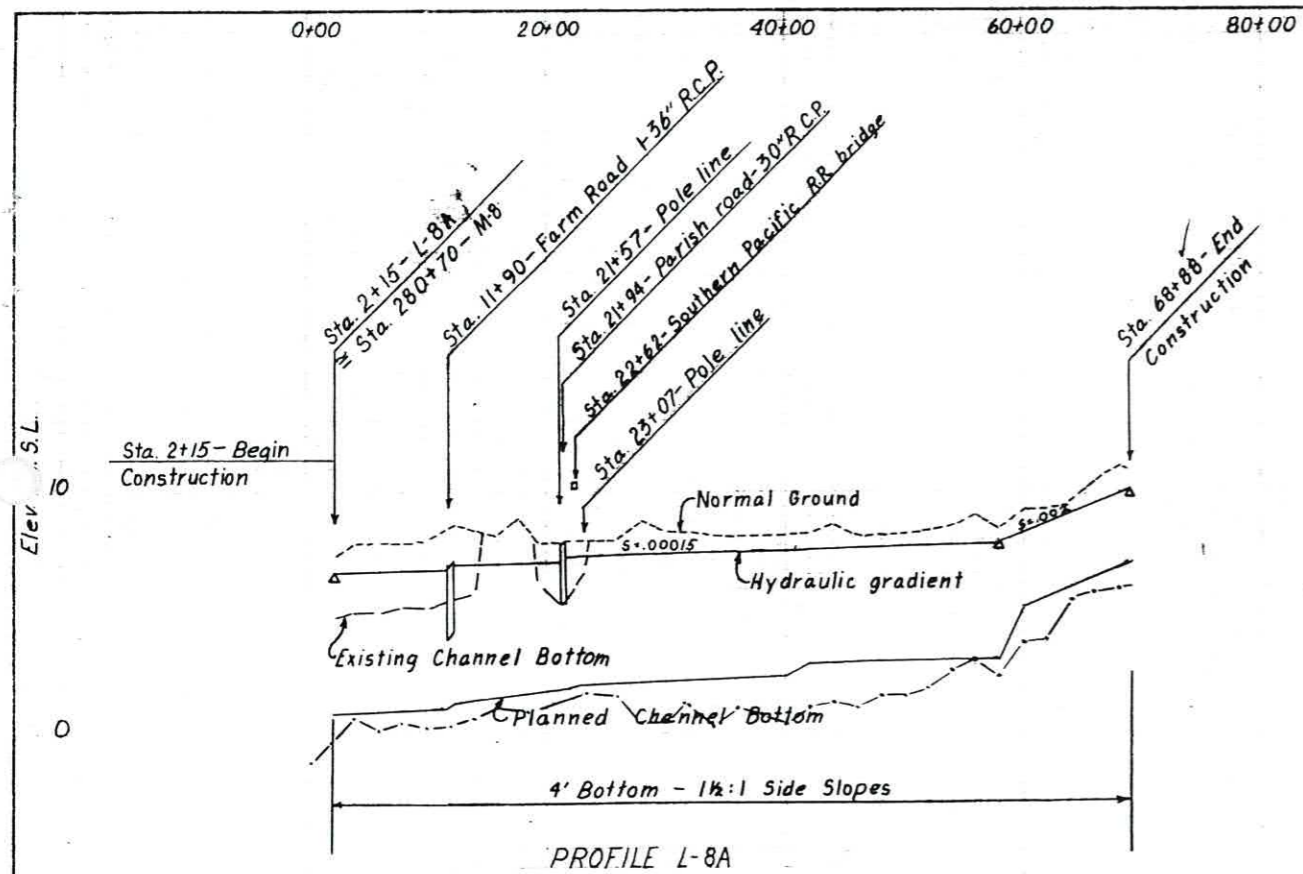 0+00 20+00 40+00 60+00 80+00
Sta. 2+15 - L-8A
= Sta. 280+70 - M-8
Sta. 11+90 - Farm Road 1-36" R.C.P.
Sta. 21+57 - Pole line
Sta. 21+94 - Parish road - 30" R.C.P.
Sta. 22+62 - Southern Pacific RR bridge
Sta. 23+07 - Pole line
Sta. 68+88 - End
Construction
Sta. 2+15 - Begin
Construction
Elev S.L.
10
0
Normal Ground
S=.00015
Hydraulic gradient
Existing Channel Bottom
Planned Channel Bottom
4' Bottom - 1½:1 Side Slopes
PROFILE L-8A